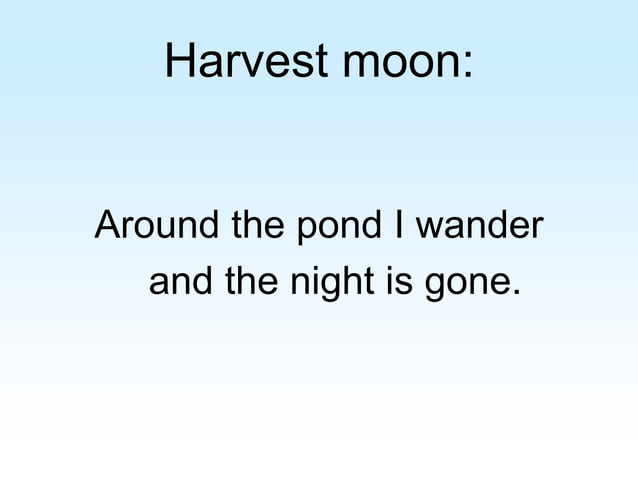 Harvest moon:
Around the pond I wander
and the night is gone.